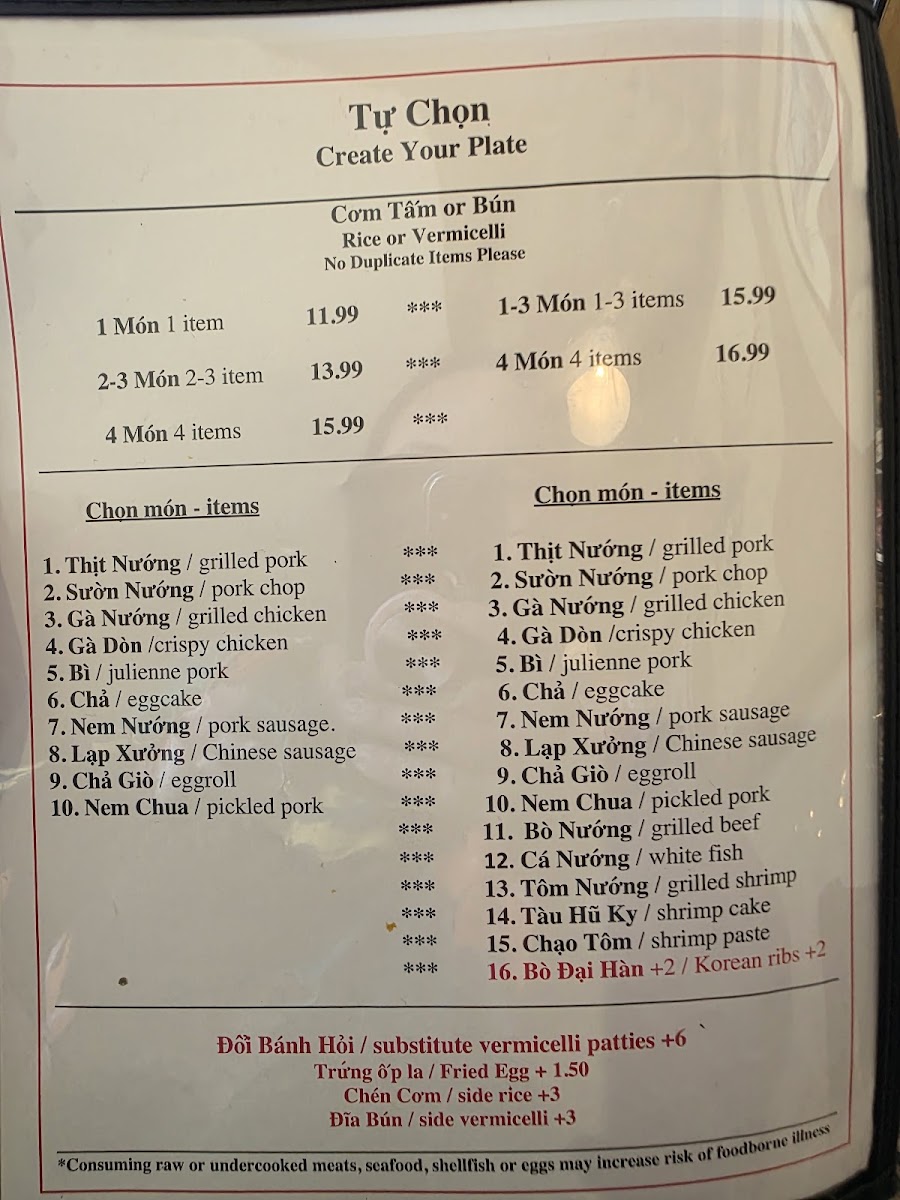 Tự Chọn
Create Your Plate
Cơm Tấm or Bún
Rice or Vermicelli
No Duplicate Items Please
1 Món 1 item 11.99 ***
2-3 Món 2-3 item 13.99 ***
4 Món 4 items 15.99 ***
1-3 Món 1-3 items 15.99
4 Món 4 items 16.99
Chọn món - items
1. Thịt Nướng / grilled pork ***
2. Sườn Nướng / pork chop ***
3. Gà Nướng / grilled chicken ***
4. Gà Dòn /crispy chicken ***
5. Bì / julienne pork ***
6. Chả / eggcake ***
7. Nem Nướng / pork sausage. ***
8. Lạp Xưởng / Chinese sausage ***
9. Chả Giò / eggroll ***
10. Nem Chua / pickled pork ***
***
***
***
***
***
***
Chọn món - items
1. Thịt Nướng / grilled pork
2. Sườn Nướng / pork chop
3. Gà Nướng / grilled chicken
4. Gà Dòn /crispy chicken
5. Bì / julienne pork
6. Chả / eggcake
7. Nem Nướng / pork sausage
8. Lạp Xưởng / Chinese sausage
9. Chả Giò / eggroll
10. Nem Chua / pickled pork
11. Bò Nướng / grilled beef
12. Cá Nướng / white fish
13. Tôm Nướng / grilled shrimp
14. Tàu Hũ Ky / shrimp cake
15. Chạo Tôm / shrimp paste
16. Bò Đại Hàn +2 / Korean ribs +2
Đổi Bánh Hỏi / substitute vermicelli patties +6
Trứng ốp la / Fried Egg + 1.50
Chén Cơm / side rice +3
Đĩa Bún / side vermicelli +3
*Consuming raw or undercooked meats, seafood, shellfish or eggs may increase risk of foodborne illness